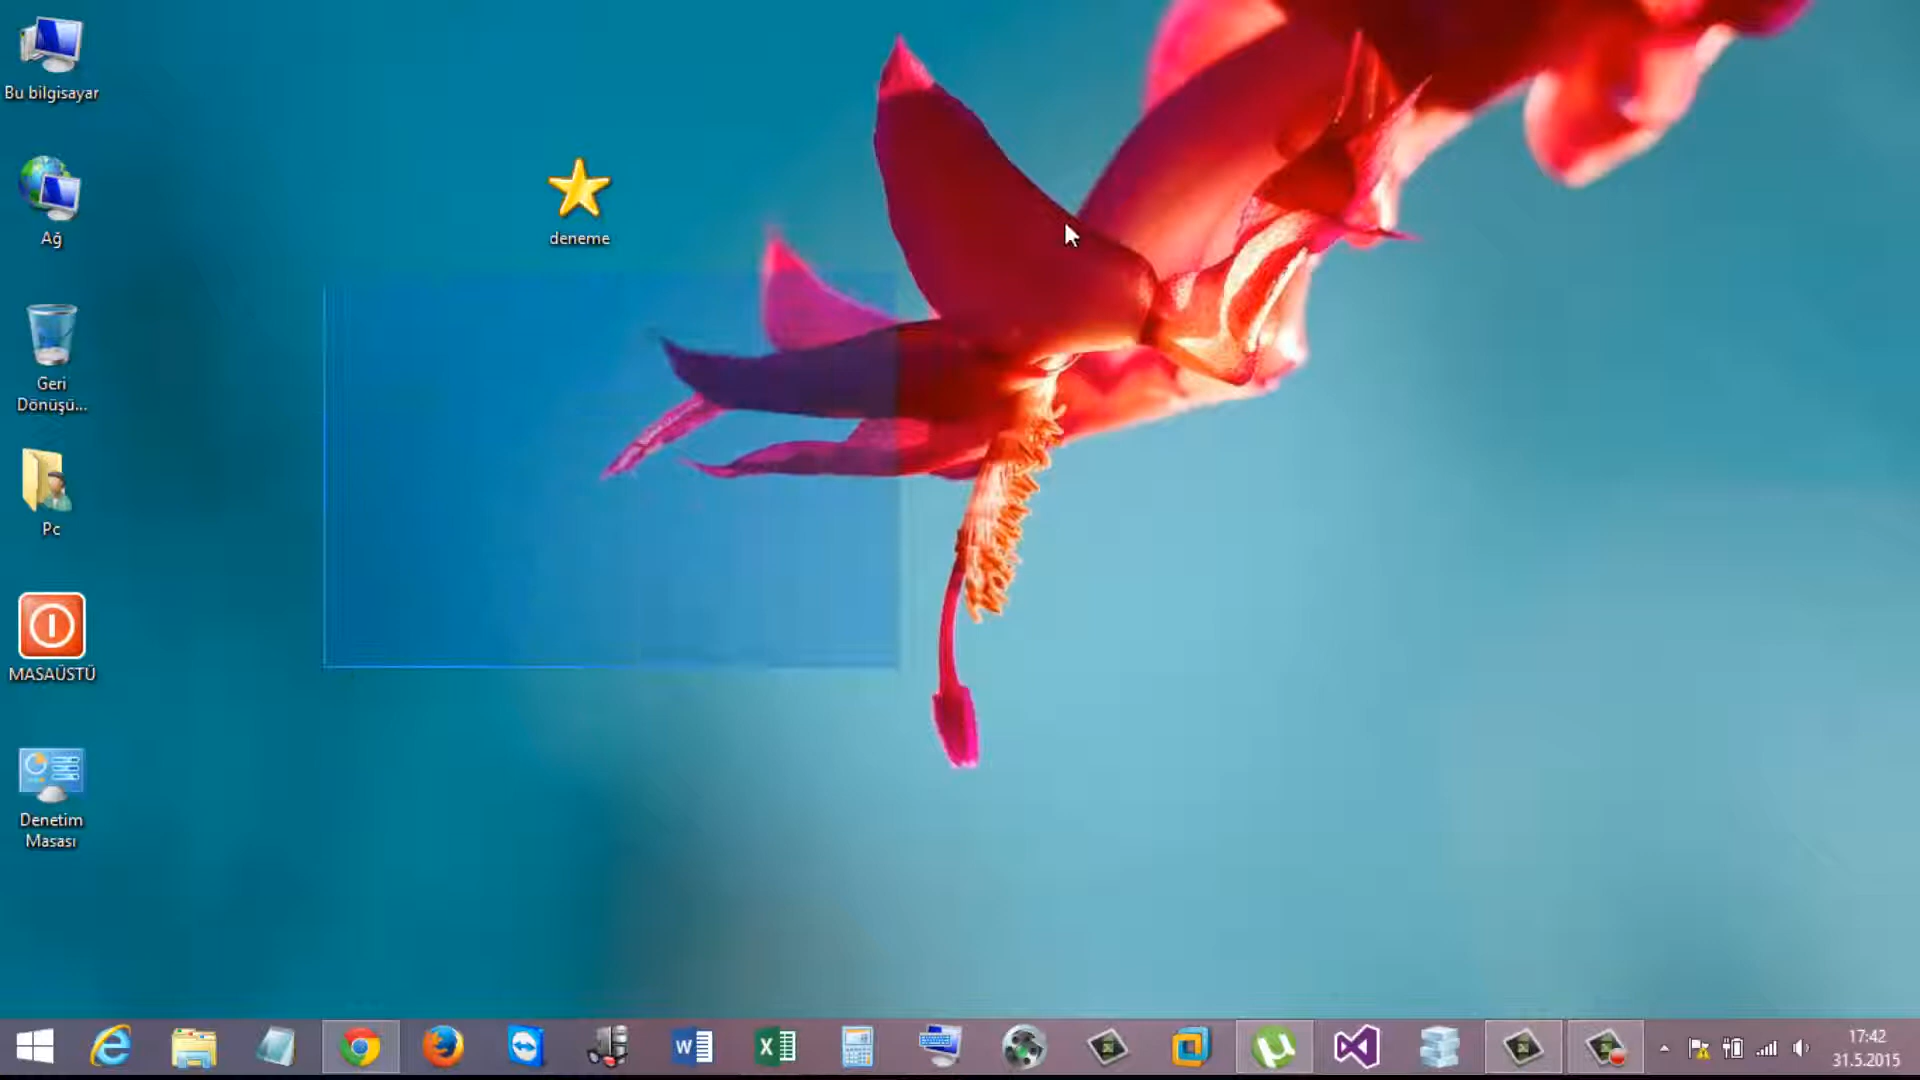 Bu bilgisayar
Ağ
Geri
Dönüşü...
Pc
MASAÜSTÜ
Denetim
Masası
deneme
17:42
31.5.2015